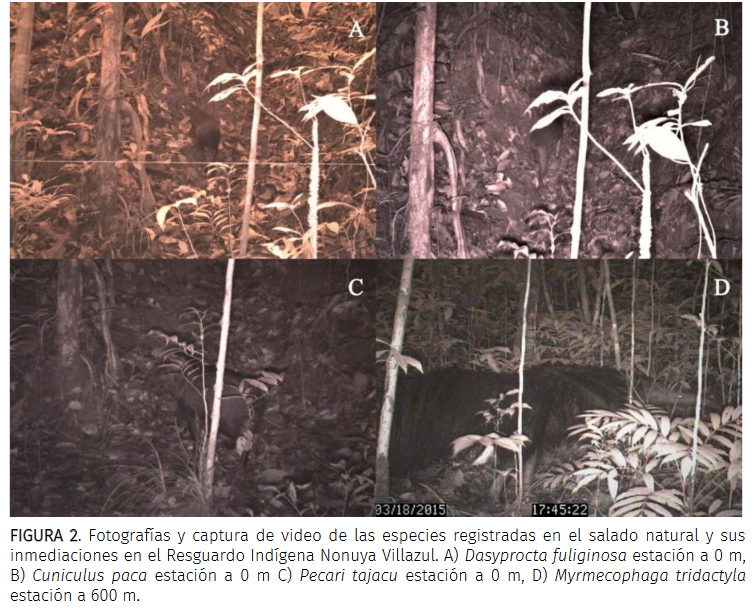 A
B
C
D
03/18/2015 17:45:22
FIGURA 2. Fotografías y captura de video de las especies registradas en el salado natural y sus
inmediaciones en el Resguardo Indígena Nonuya Villazul. A) Dasyprocta fuliginosa estación a 0 m,
B) Cuniculus paca estación a 0 m C) Pecari tajacu estación a 0 m, D) Myrmecophaga tridactyla
estación a 600 m.